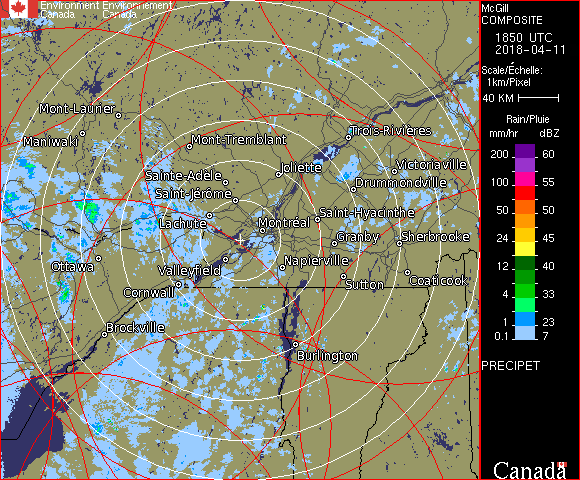 Environment Environnement
Canada Canada
McGill
COMPOSITE
1850 UTC
2018-04-11
Scale/Échelle:
1km/Pixel
40 KM
Rain/Pluie
mm/hr dBZ
200 60
100 55
50 50
24 45
12 40
4 33
1 23
0.1 7
PRECIPET
Canada
Mont-Laurier
Maniwaki
Mont-Tremblant
Trois-Rivières
Sainte-Adèle
Joliette
Victoriaville
Saint-Jérôme
Drummondville
Lachute
Montréal
Saint-Hyacinthe
Granby
Sherbrooke
Ottawa
Valleyfield
Napierville
Cornwall
Sutton
Coaticook
Brockville
Burlington